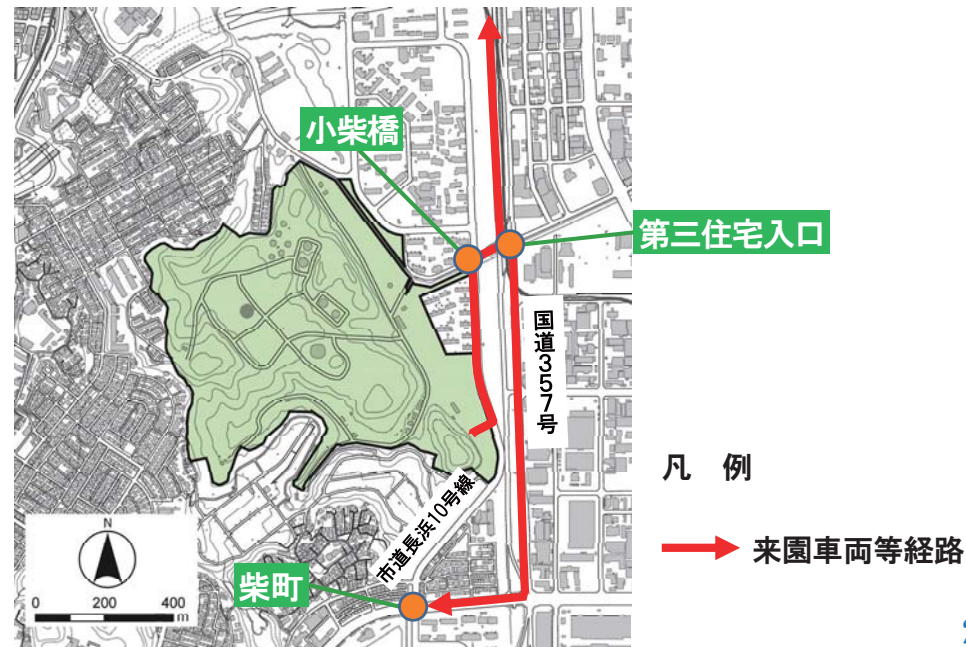 小柴橋
第三住宅入口
国道357号
市道長浜10号線
柴町
N
0 200 400
m
凡 例
来園車両等経路